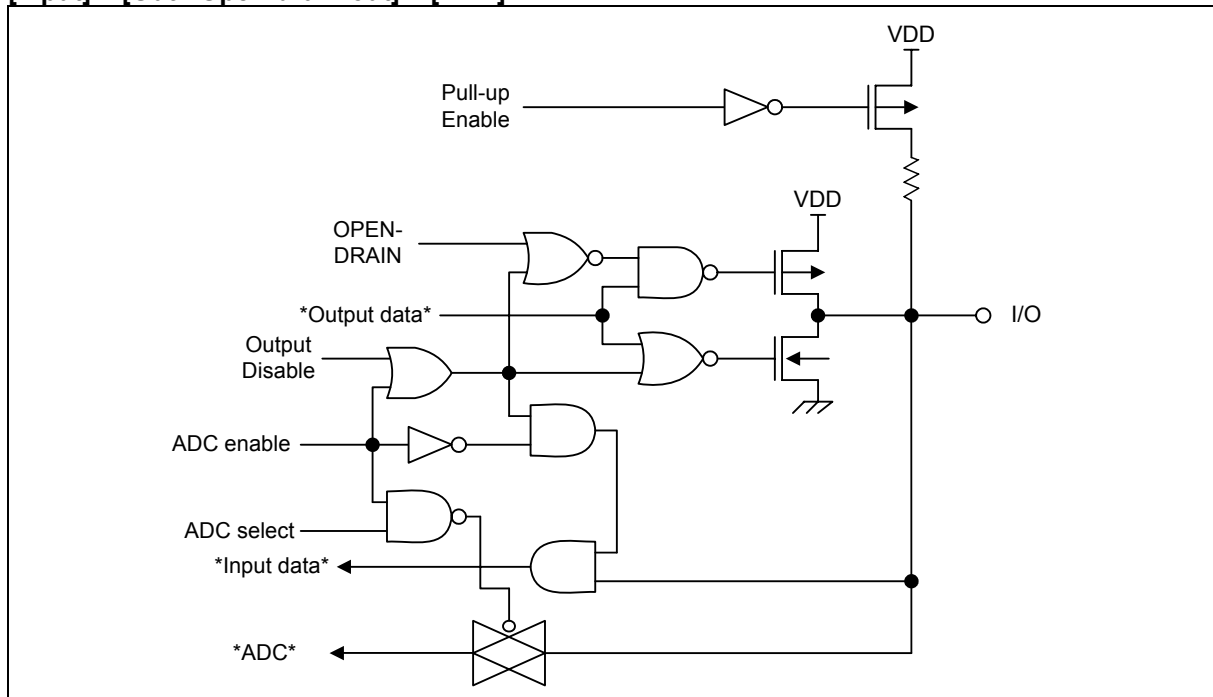 VDD
Pull-up
Enable
VDD
OPEN-
DRAIN
*Output data*
I/O
Output
Disable
ADC enable
ADC select
*Input data*
*ADC*